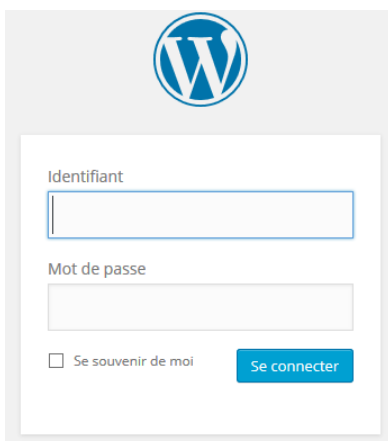 Identifiant
Mot de passe
Se souvenir de moi
Se connecter